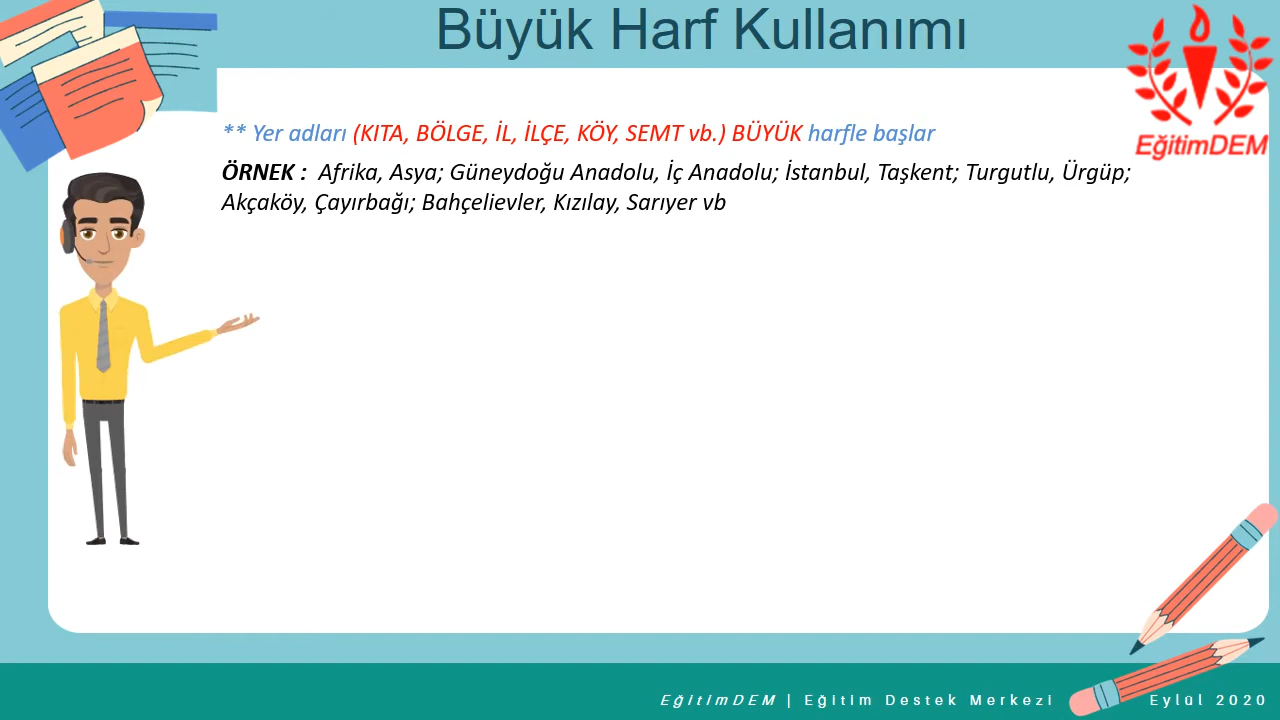 Büyük Harf Kullanımı
EğitimDEM
** Yer adları (KITA, BÖLGE, İL, İLÇE, KÖY, SEMT vb.) BÜYÜK harfle başlar
ÖRNEK : Afrika, Asya; Güneydoğu Anadolu, İç Anadolu; İstanbul, Taşkent; Turgutlu, Ürgüp;
Akçaköy, Çayırbağı; Bahçelievler, Kızılay, Sarıyer vb
EğitimDEM | Eğitim Destek Merkezi
Eylül 2020